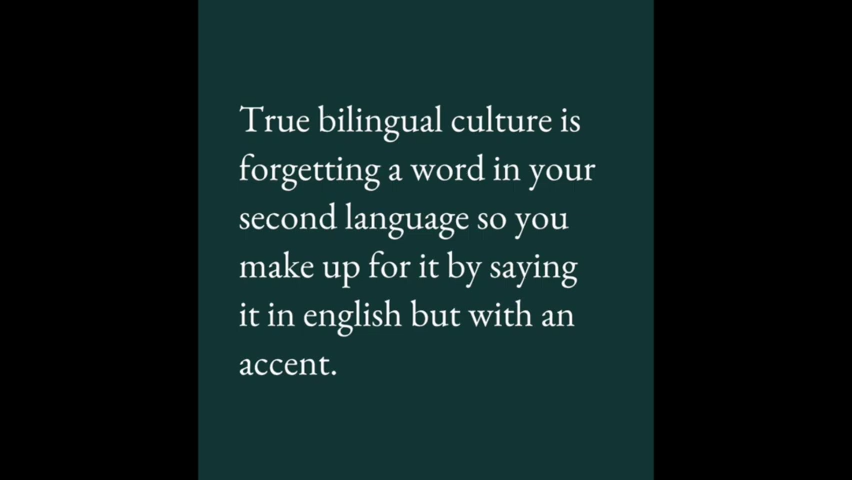 True bilingual culture is
forgetting a word in your
second language so you
make up for it by saying
it in english but with an
accent.